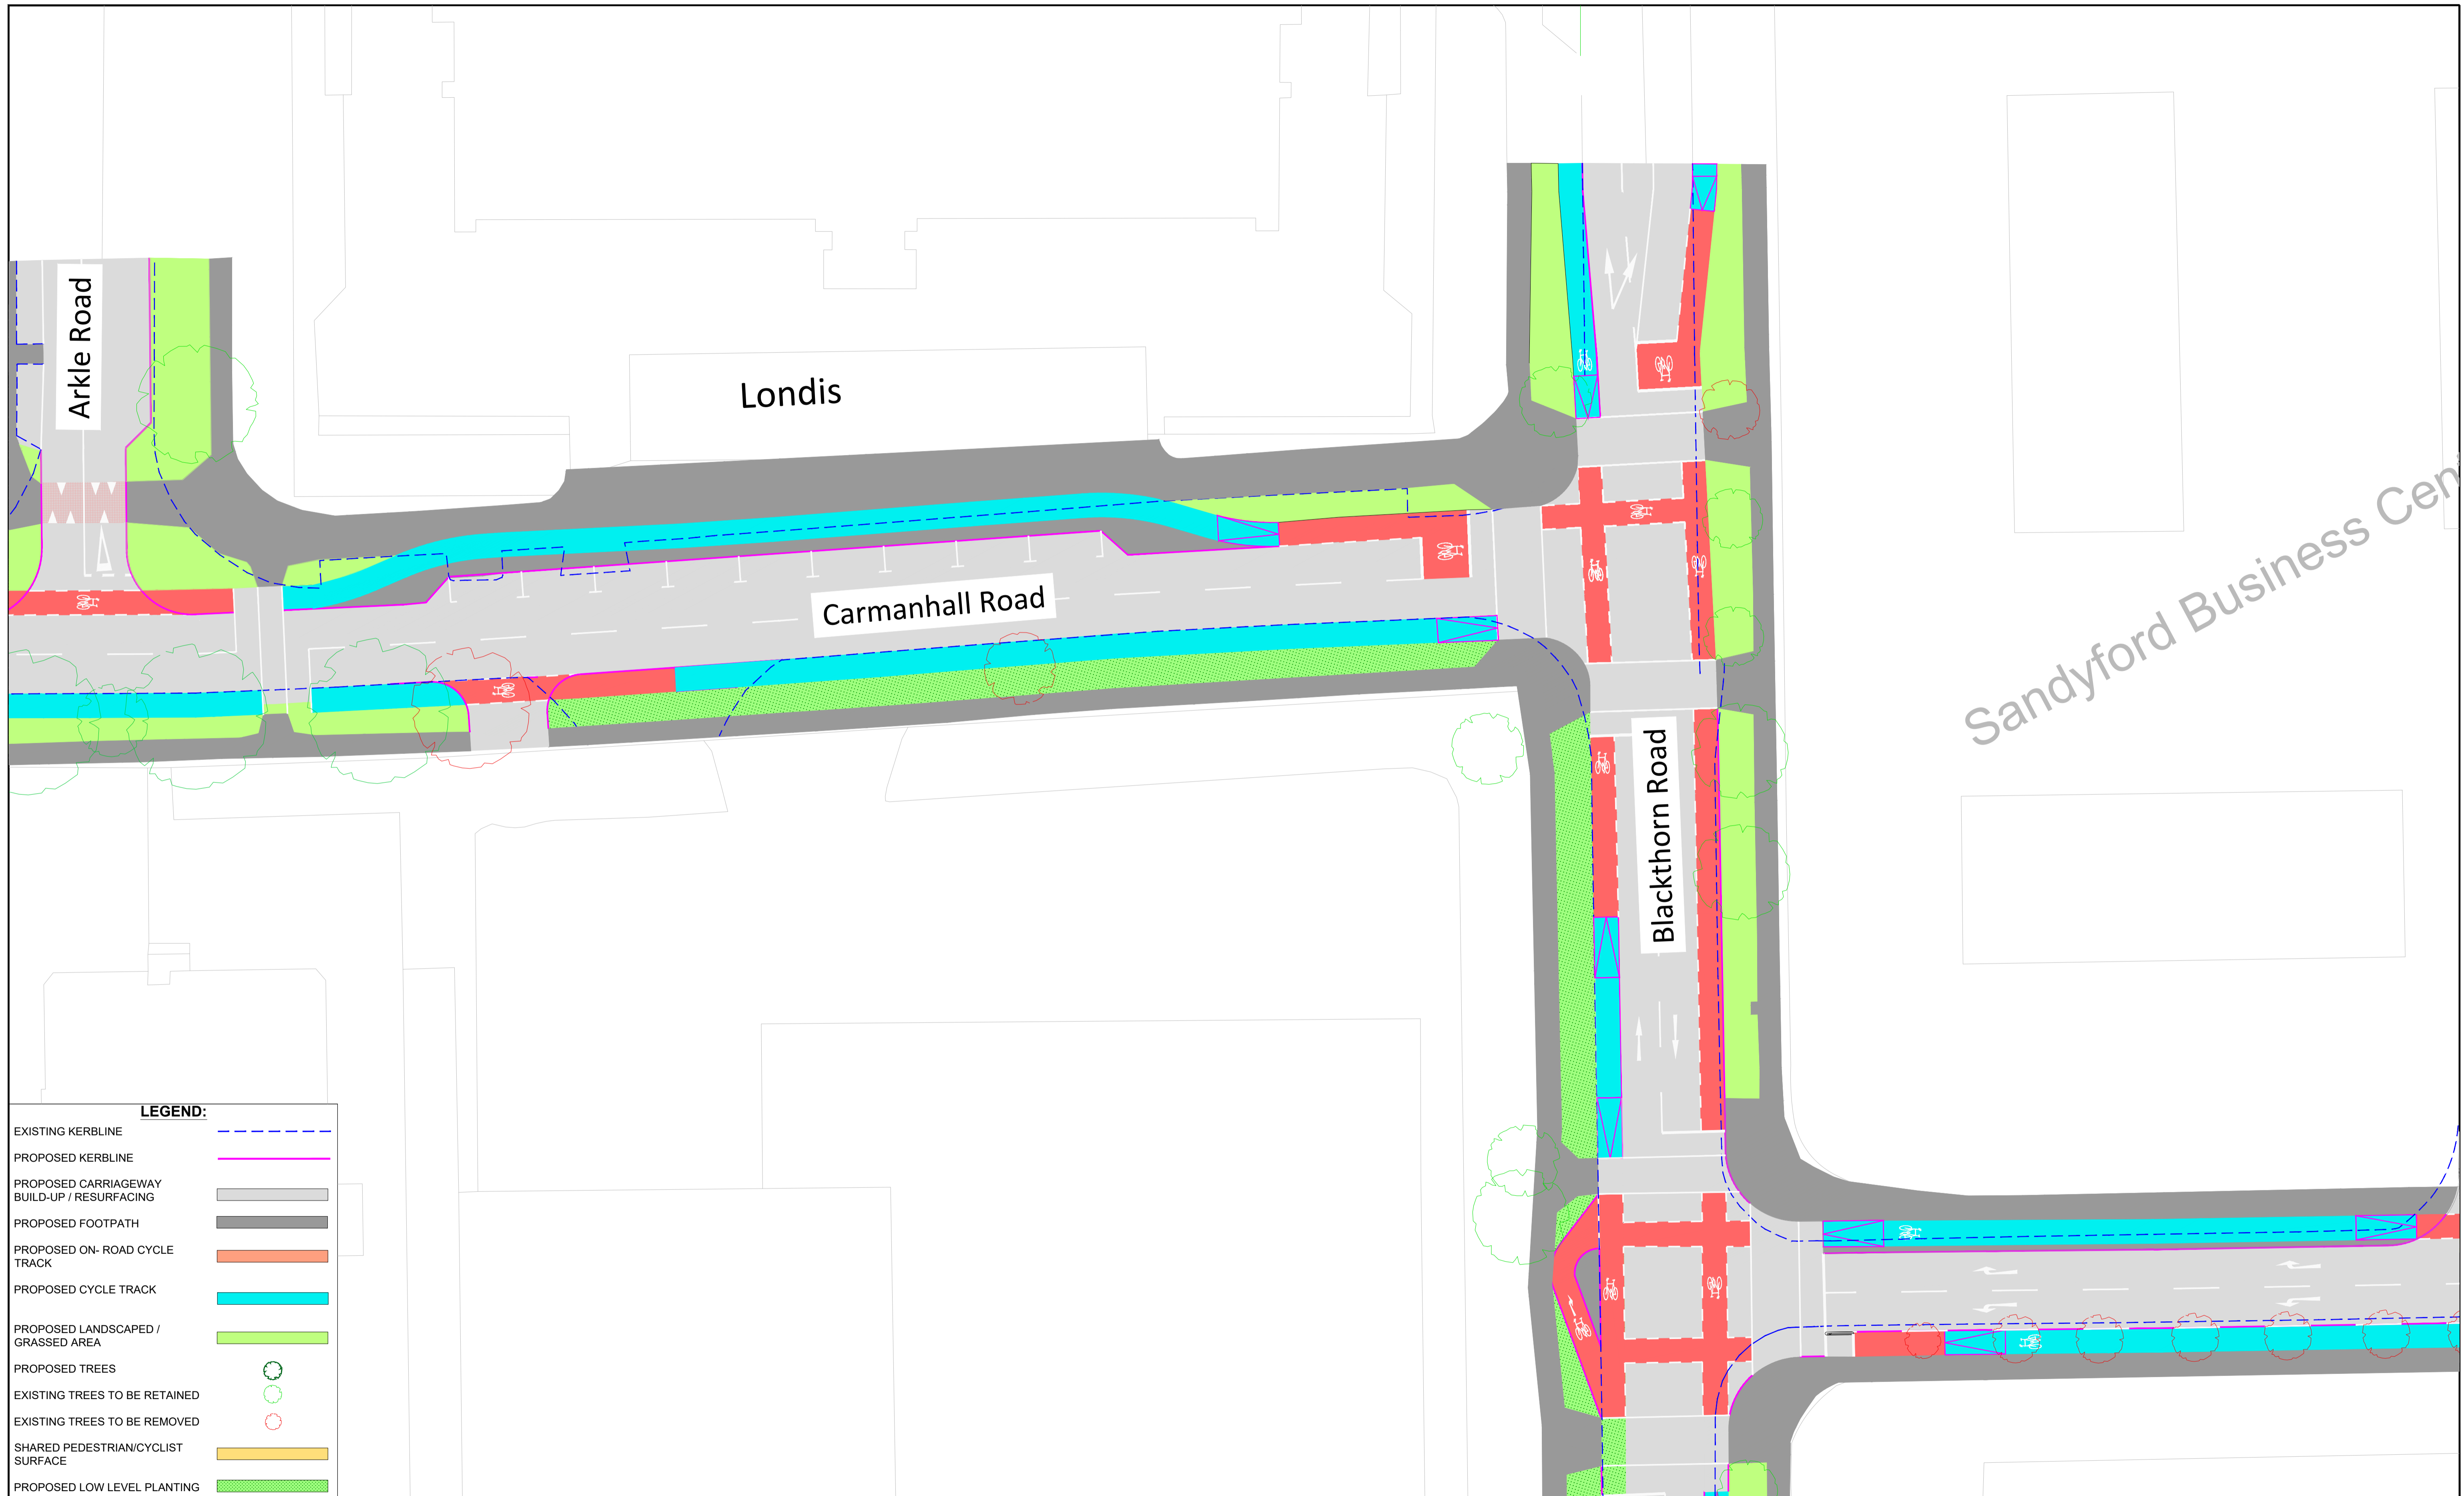 Arkle Road
Londis
Carmanhall Road
Blackthorn Road
Sandyford Business Cen
LEGEND:
EXISTING KERBLINE
PROPOSED KERBLINE
PROPOSED CARRIAGEWAY
BUILD-UP / RESURFACING
PROPOSED FOOTPATH
PROPOSED ON- ROAD CYCLE
TRACK
PROPOSED CYCLE TRACK
PROPOSED LANDSCAPED /
GRASSED AREA
PROPOSED TREES
EXISTING TREES TO BE RETAINED
EXISTING TREES TO BE REMOVED
SHARED PEDESTRIAN/CYCLIST
SURFACE
PROPOSED LOW LEVEL PLANTING